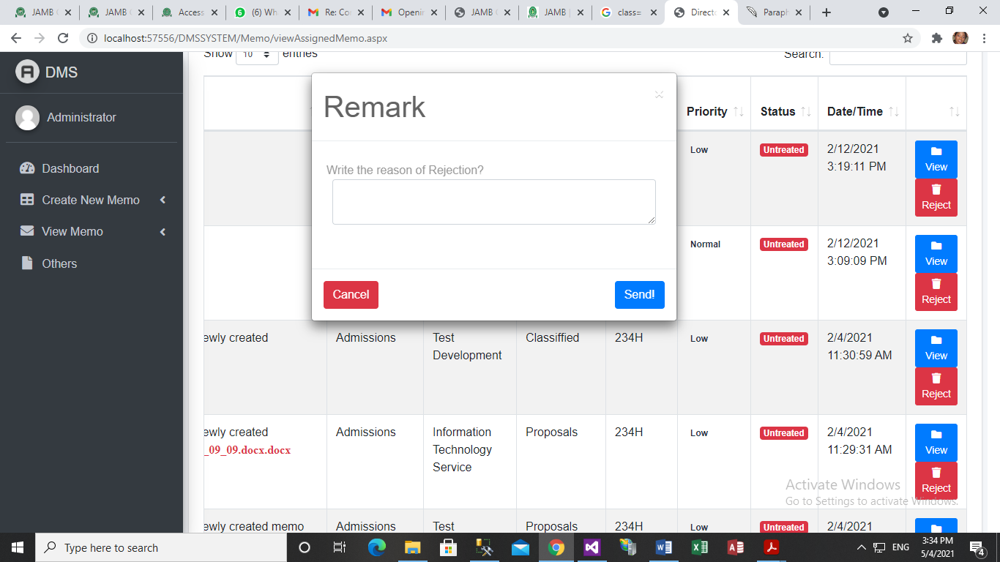 JAMB
JAMB
Access
(6) Wh
Re: Co
Openin
JAMB
JAMB |
class=
Direct
Paraph
localhost:57556/DMSSYSTEM/Memo/viewAssignedMemo.aspx
Show 10 entries Search:
DMS
Administrator
Dashboard
Create New Memo
View Memo
Others
Remark
×
Write the reason of Rejection?
Cancel Send!
Priority Status Date/Time
Low Untreated 2/12/2021
3:19:11 PM
View
Reject
Normal Untreated 2/12/2021
3:09:09 PM
View
Reject
ewly created Admissions Test Classiffied 234H Low Untreated 2/4/2021
Development 11:30:59 AM
View
Reject
ewly created Admissions Information Proposals 234H Low Untreated 2/4/2021
_09_09.docx.docx Technology 11:29:31 AM
Service
View
Reject
Activate Windows
Go to Settings to activate Windows.
ewly created memo Admissions Test Proposals 234H Low Untreated 2/4/2021
Type here to search
ENG
3:34 PM
5/4/2021
4